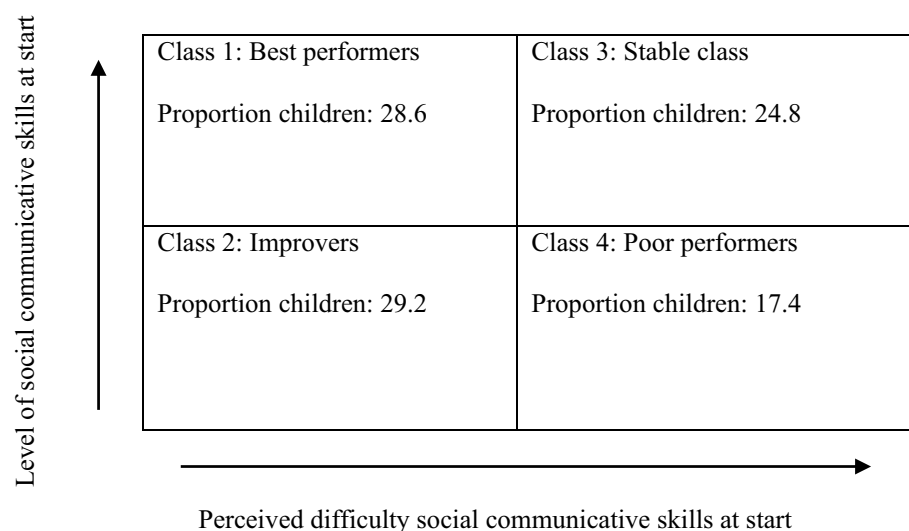 Level of social communicative skills at start
Class 1: Best performers
Proportion children: 28.6
Class 3: Stable class
Proportion children: 24.8
Class 2: Improvers
Proportion children: 29.2
Class 4: Poor performers
Proportion children: 17.4
Perceived difficulty social communicative skills at start